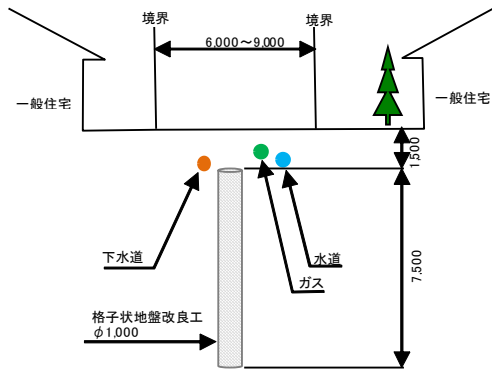 境界
境界
6,000～9,000
一般住宅
一般住宅
1,500
下水道
水道
ガス
7,500
格子状地盤改良工
φ1,000